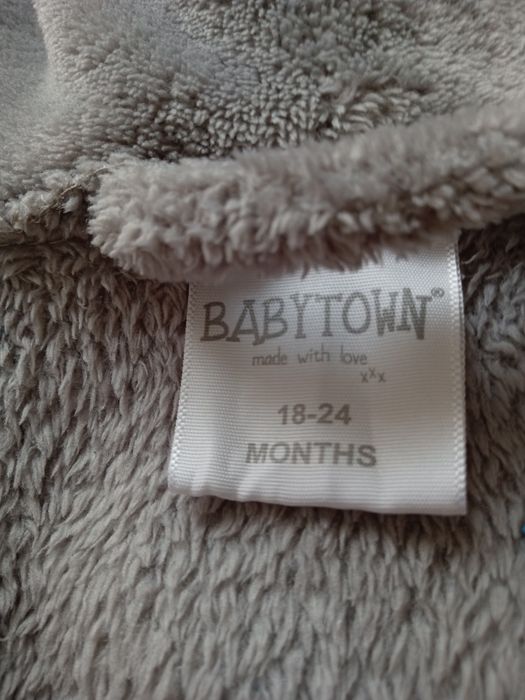 BABYTOWN®
made with love
xxx
18-24
MONTHS